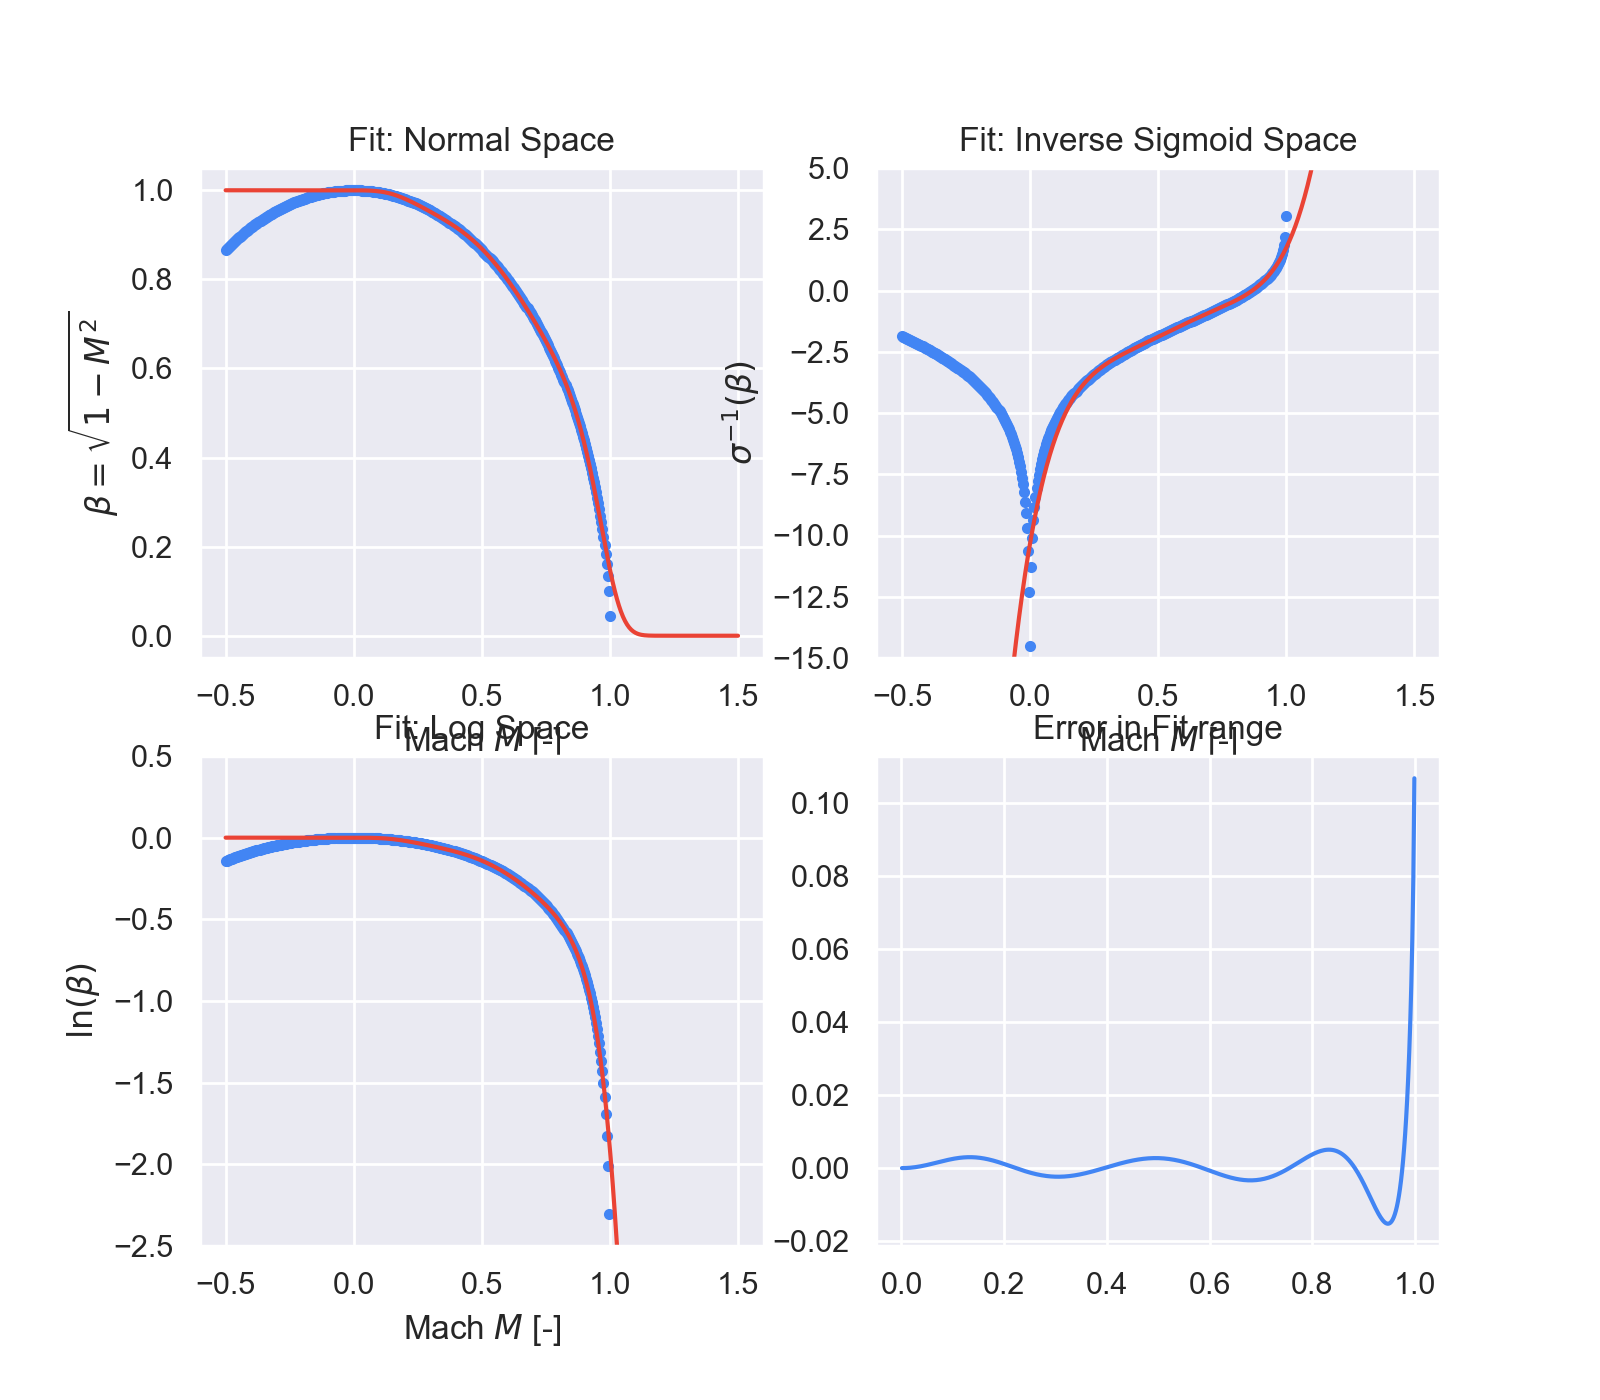 Fit: Normal Space
1.0
0.8
0.6
0.4
0.2
0.0
β = √1 − M²
−0.5 0.0 0.5 1.0 1.5
Mach M [-]
Fit: Inverse Sigmoid Space
5.0
2.5
0.0
−2.5
−5.0
−7.5
−10.0
−12.5
−15.0
σ⁻¹(β)
−0.5 0.0 0.5 1.0 1.5
Mach M [-]
Fit: Log Space
0.5
0.0
−0.5
−1.0
−1.5
−2.0
−2.5
ln(β)
−0.5 0.0 0.5 1.0 1.5
Mach M [-]
Error in Fit range
0.10
0.08
0.06
0.04
0.02
0.00
−0.02
0.0 0.2 0.4 0.6 0.8 1.0